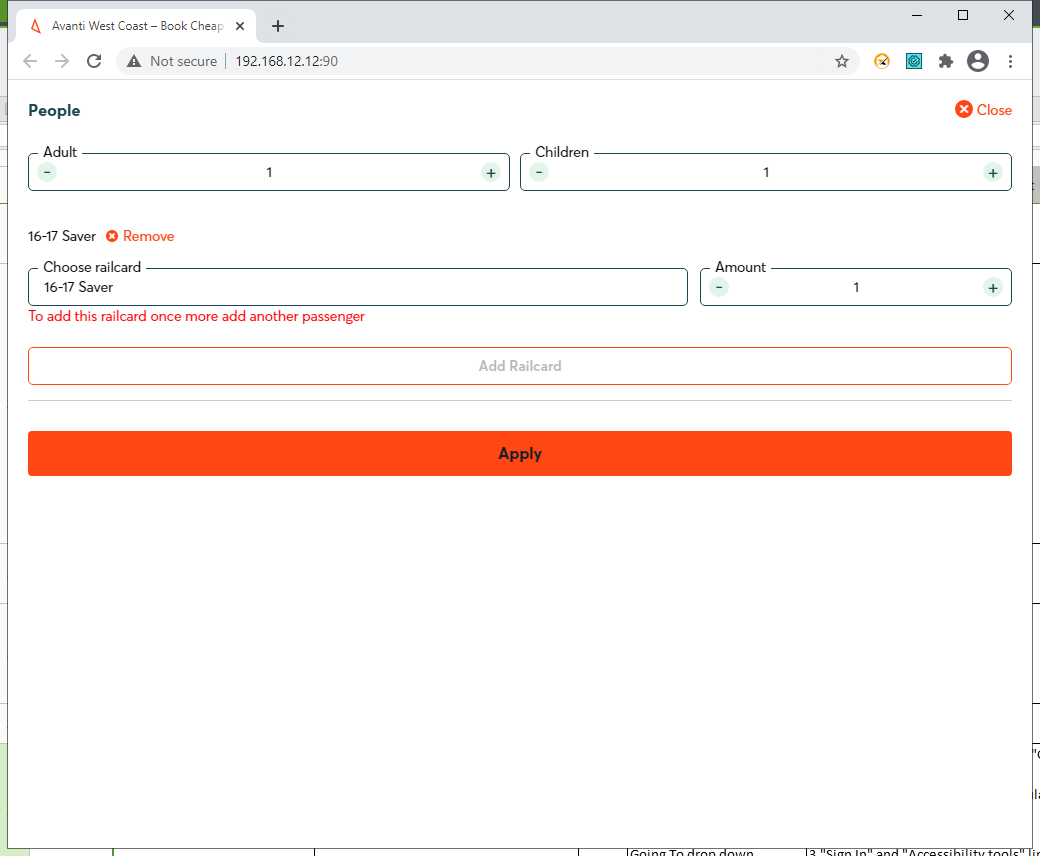 Avanti West Coast – Book Cheap
Not secure
192.168.12.12:90
People
Close
Adult
- 1 +
Children
- 1 +
16-17 Saver
Remove
Choose railcard
16-17 Saver
Amount
- 1 +
To add this railcard once more add another passenger
Add Railcard
Apply
Going To drop down
3 "Sign In" and "Accessibility tools"